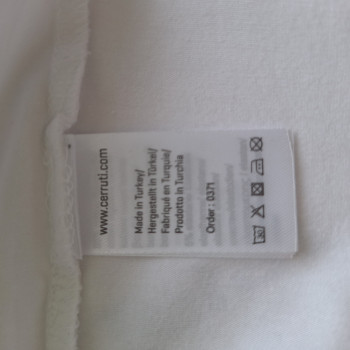 www.cerruti.com
Made in Turkey/
Hergestellt in Türkei/
Fabriqué en Turquie/
Prodotto in Turchia
Order : 0371